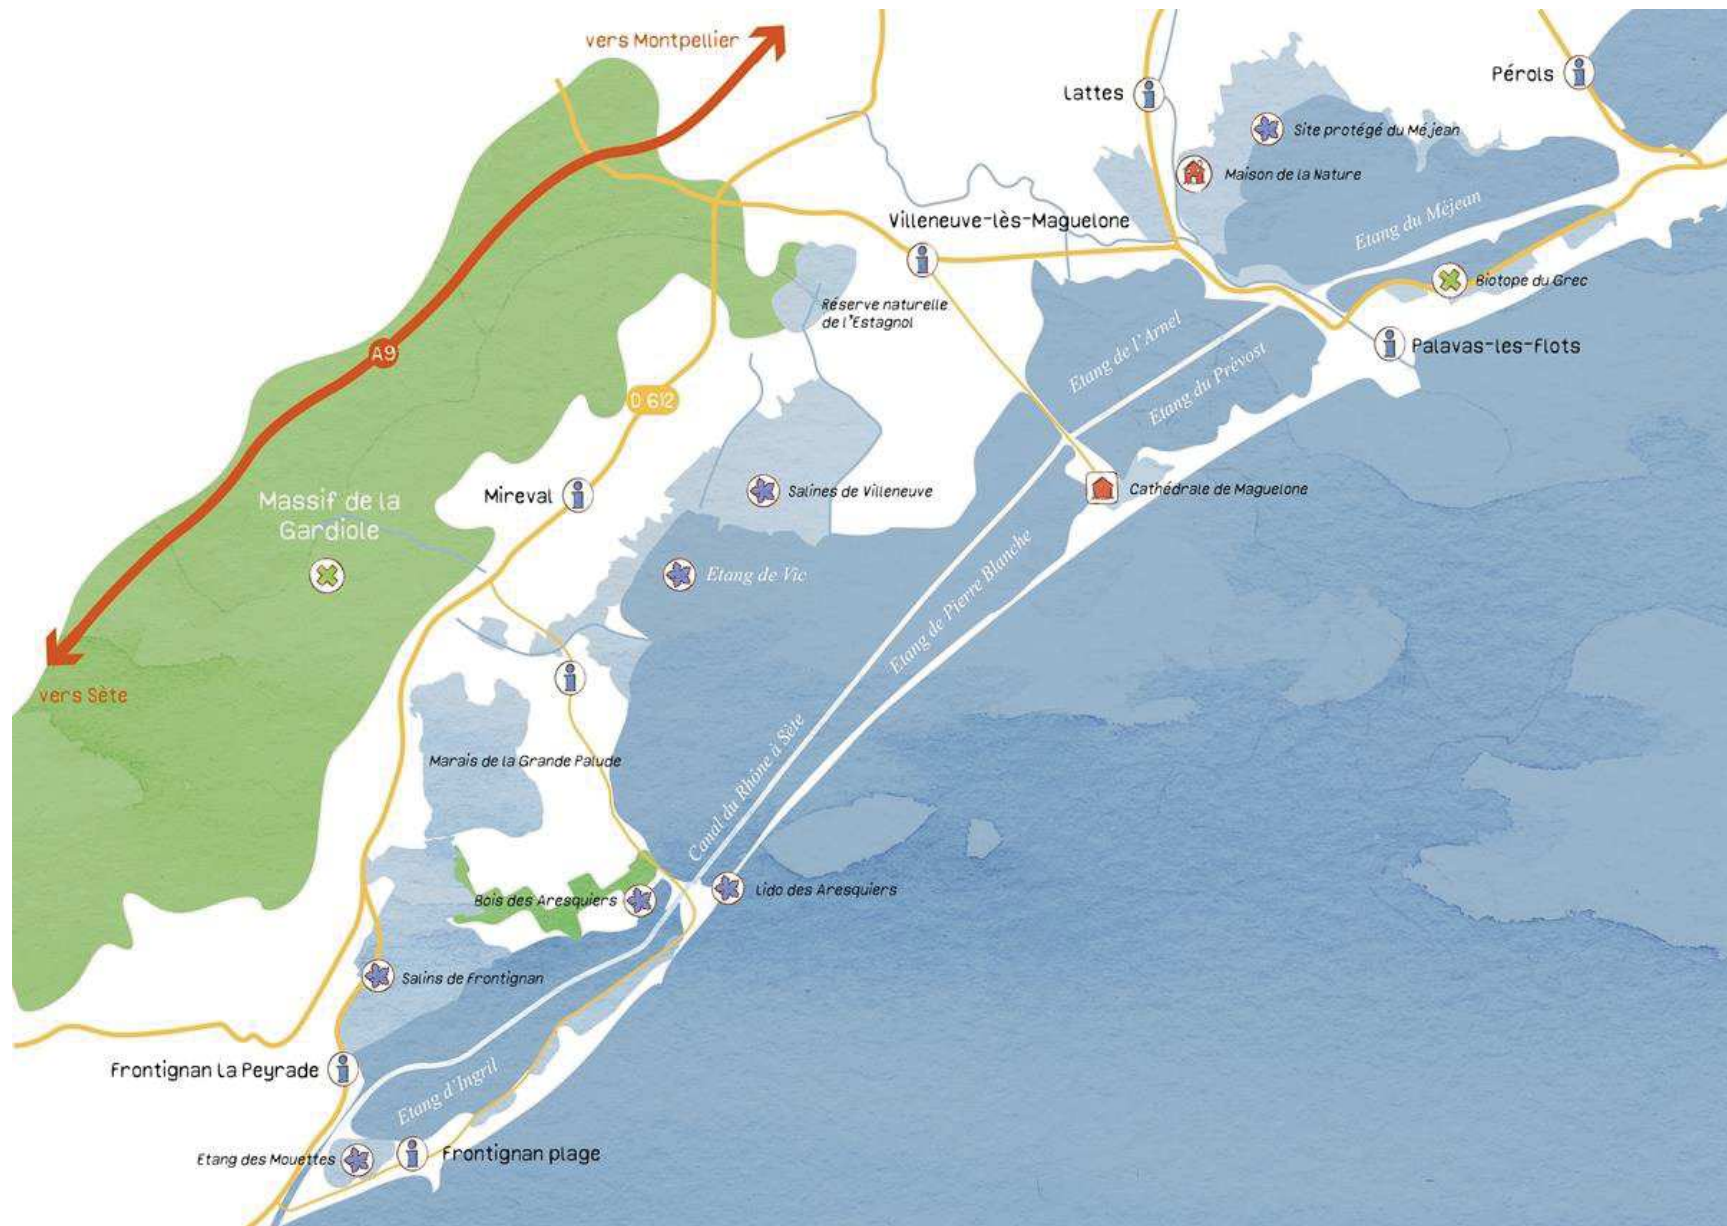 vers Montpellier
Pérols
Lattes
Site protégé du Méjean
Maison de la Nature
Villeneuve-lès-Maguelone
Etang du Méjean
Biotope du Grec
Réserve naturelle
de l'Estagnol
Etang de l'Arnel
Palavas-les-flots
A9
Etang du Prévost
D 612
Massif de la
Gardiole
Mireval
Salines de Villeneuve
Cathédrale de Maguelone
Etang de Vic
Etang de Pierre Blanche
vers Sète
Marais de la Grande Palude
Canal du Rhône à Sète
Bois des Aresquiers
Lido des Aresquiers
Salins de Frontignan
Frontignan La Peyrade
Etang d'Ingril
Etang des Mouettes
Frontignan plage